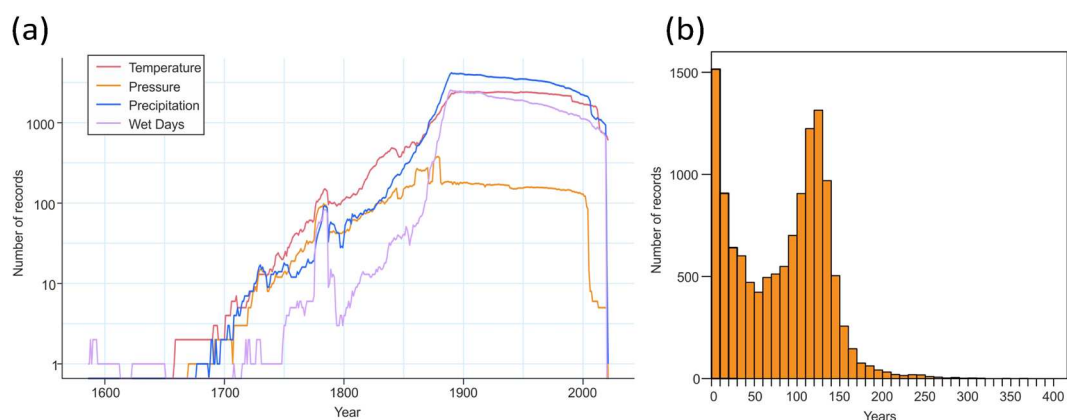 (a)
Temperature
Pressure
Precipitation
Wet Days
Number of records
1000
100
10
1
1600
1700
1800
1900
2000
Year
(b)
Number of records
1500
1000
500
0
0 50 100 150 200 250 300 350 400
Years